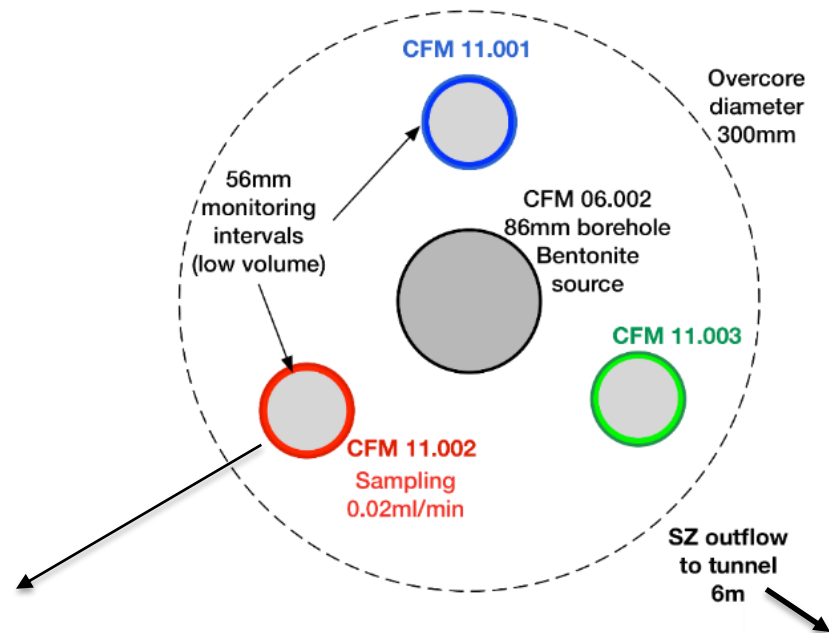 CFM 11.001
Overcore
diameter
300mm
56mm
monitoring
intervals
(low volume)
CFM 06.002
86mm borehole
Bentonite
source
CFM 11.003
CFM 11.002
Sampling
0.02ml/min
SZ outflow
to tunnel
6m